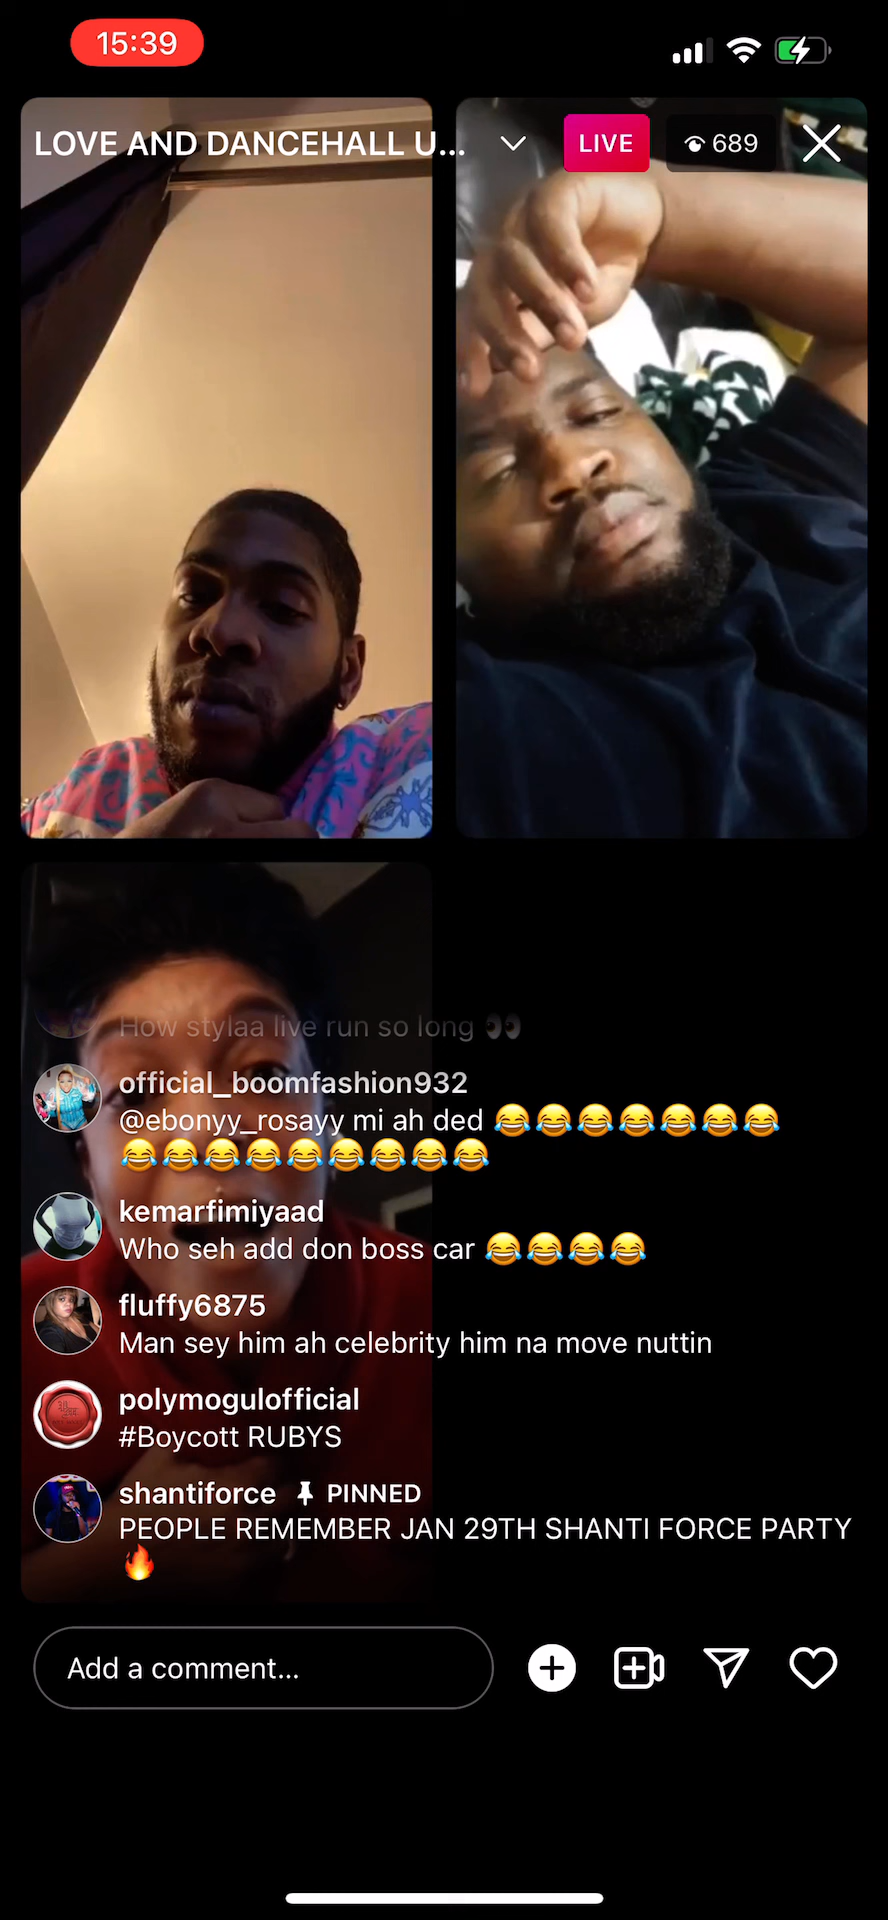 15:39
LOVE AND DANCEHALL U...
LIVE
689
How stylaa live run so long 👀
official_boomfashion932
@ebonyy_rosayy mi ah ded 😂😂😂😂😂😂😂
😂😂😂😂😂😂😂😂😂
kemarfimiyaad
Who seh add don boss car 😂😂😂😂
fluffy6875
Man sey him ah celebrity him na move nuttin
polymogulofficial
#Boycott RUBYS
shantiforce PINNED
PEOPLE REMEMBER JAN 29TH SHANTI FORCE PARTY
🔥
Add a comment...